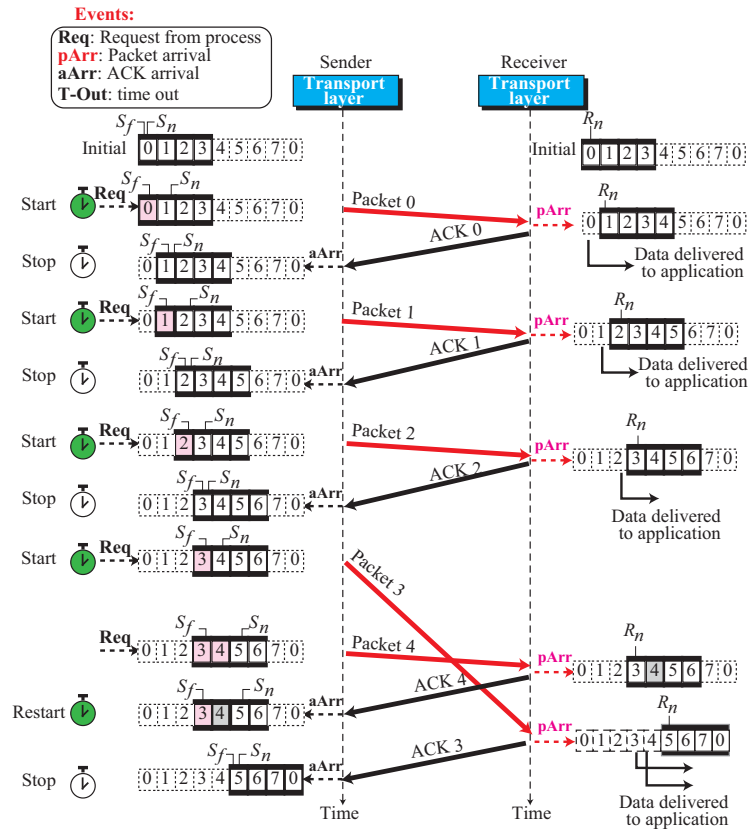 Events:
Req: Request from process
pArr: Packet arrival
aArr: ACK arrival
T-Out: time out
Sender
Receiver
Transport layer
Transport layer
Sf Sn
Initial 0 1 2 3 4 5 6 7 0
Rn
Initial 0 1 2 3 4 5 6 7 0
Sf Sn
Start Req 0 1 2 3 4 5 6 7 0
Packet 0
pArr
0 1 2 3 4 5 6 7 0
Data delivered
to application
ACK 0
Sf Sn
Stop 0 1 2 3 4 5 6 7 0 aArr
Sf Sn
Start Req 0 1 2 3 4 5 6 7 0
Packet 1
pArr
Rn
0 1 2 3 4 5 6 7 0
Data delivered
to application
ACK 1
Sf Sn
Stop 0 1 2 3 4 5 6 7 0 aArr
Sf Sn
Start Req 0 1 2 3 4 5 6 7 0
Packet 2
pArr
Rn
0 1 2 3 4 5 6 7 0
Data delivered
to application
ACK 2
Sf Sn
Stop 0 1 2 3 4 5 6 7 0 aArr
Sf Sn
Start Req 0 1 2 3 4 5 6 7 0
Packet 3
Sf Sn
Req 0 1 2 3 4 5 6 7 0
Packet 4
pArr
Rn
0 1 2 3 4 5 6 7 0
ACK 4
Sf Sn
Restart 0 1 2 3 4 5 6 7 0 aArr
pArr
Rn
0 1 2 3 4 5 6 7 0
Data delivered
to application
ACK 3
Sf Sn
Stop 0 1 2 3 4 5 6 7 0 aArr
Time
Time